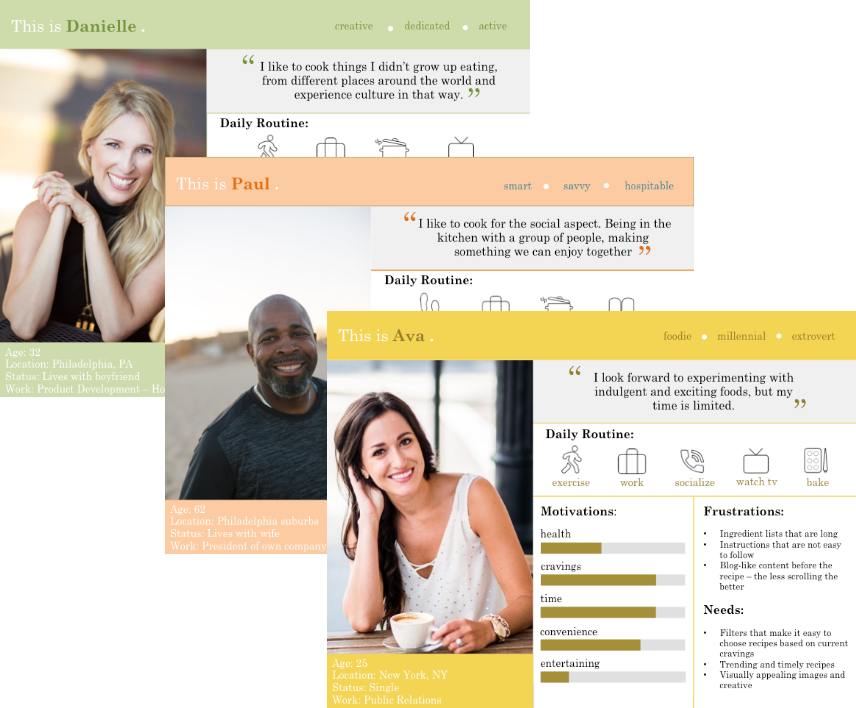 This is Danielle .
creative dedicated active
“ I like to cook things I didn’t grow up eating,
from different places around the world and
experience culture in that way. ”
Daily Routine:
Age: 32
Location: Philadelphia, PA
Status: Lives with boyfriend
Work: Product Development – Ho
This is Paul .
smart savvy hospitable
“ I like to cook for the social aspect. Being in the
kitchen with a group of people, making
something we can enjoy together ”
Daily Routine:
Age: 62
Location: Philadelphia suburbs
Status: Lives with wife
Work: President of own company
This is Ava .
foodie millennial extrovert
“ I look forward to experimenting with
indulgent and exciting foods, but my
time is limited. ”
Daily Routine:
exercise work socialize watch tv bake
Motivations:
health
cravings
time
convenience
entertaining
Frustrations:
• Ingredient lists that are long
• Instructions that are not easy
to follow
• Blog-like content before the
recipe – the less scrolling the
better
Needs:
• Filters that make it easy to
choose recipes based on current
cravings
• Trending and timely recipes
• Visually appealing images and
creative
Age: 25
Location: New York, NY
Status: Single
Work: Public Relations